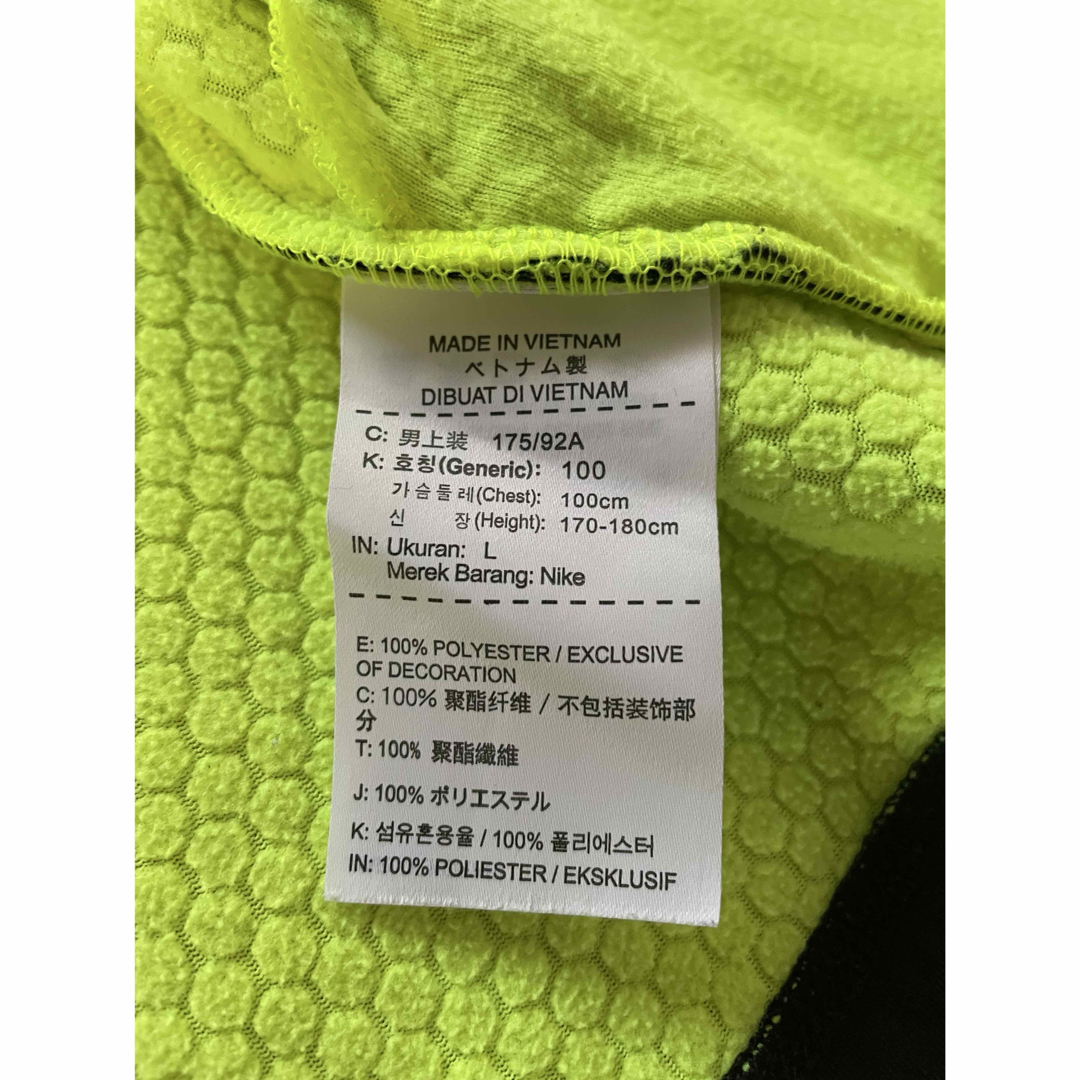 MADE IN VIETNAM
ベトナム製
DIBUAT DI VIETNAM
C: 男上装 175/92A
K: 호칭(Generic): 100
가슴둘레(Chest): 100cm
신 장(Height): 170-180cm
IN: Ukuran: L
Merek Barang: Nike
E: 100% POLYESTER / EXCLUSIVE
OF DECORATION
C: 100% 聚酯纤维 / 不包括装饰部
分
T: 100% 聚酯纖維
J: 100% ポリエステル
K: 섬유혼용율 / 100% 폴리에스터
IN: 100% POLIESTER / EKSKLUSIF